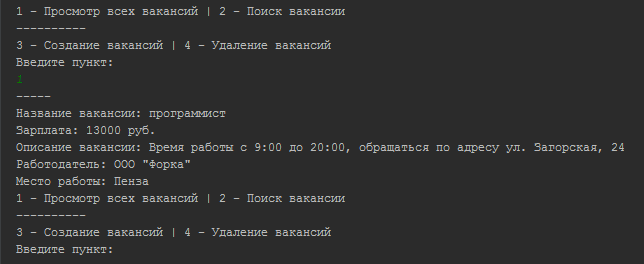 1 - Просмотр всех вакансий | 2 - Поиск вакансии
----------
3 - Создание вакансий | 4 - Удаление вакансий
Введите пункт:
1
-----
Название вакансии: программист
Зарплата: 13000 руб.
Описание вакансии: Время работы с 9:00 до 20:00, обращаться по адресу ул. Загорская, 24
Работодатель: ООО "Форка"
Место работы: Пенза
1 - Просмотр всех вакансий | 2 - Поиск вакансии
----------
3 - Создание вакансий | 4 - Удаление вакансий
Введите пункт: